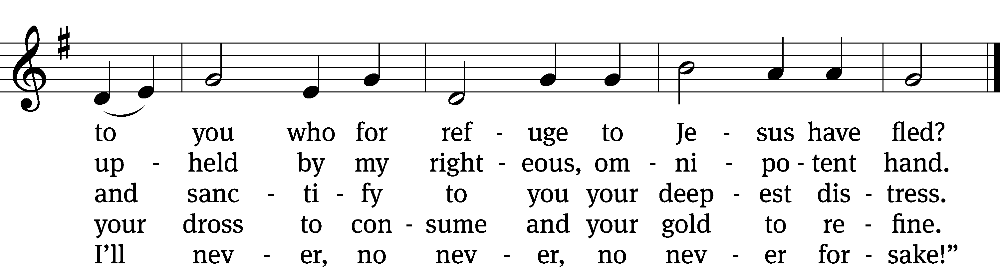 to you who for ref - uge to Je - sus have fled?
up - held by my right - eous, om - ni - po - tent hand.
and sanc - ti - fy to you your deep - est dis - tress.
your dross to con - sume and your gold to re - fine.
I’ll nev - er, no nev - er, no nev - er for - sake!”